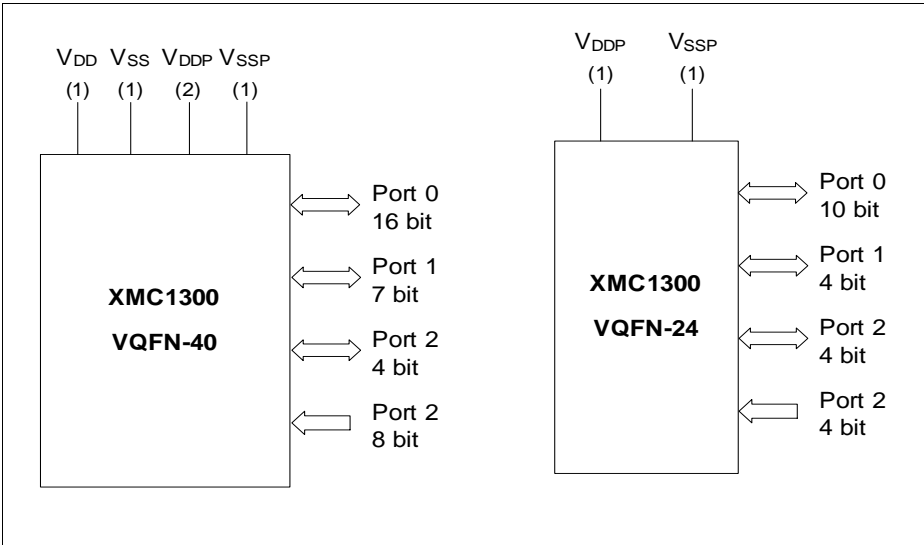 VDD VSS VDDP VSSP
(1) (1) (2) (1)
XMC1300
VQFN-40
Port 0
16 bit
Port 1
7 bit
Port 2
4 bit
Port 2
8 bit
VDDP VSSP
(1) (1)
XMC1300
VQFN-24
Port 0
10 bit
Port 1
4 bit
Port 2
4 bit
Port 2
4 bit